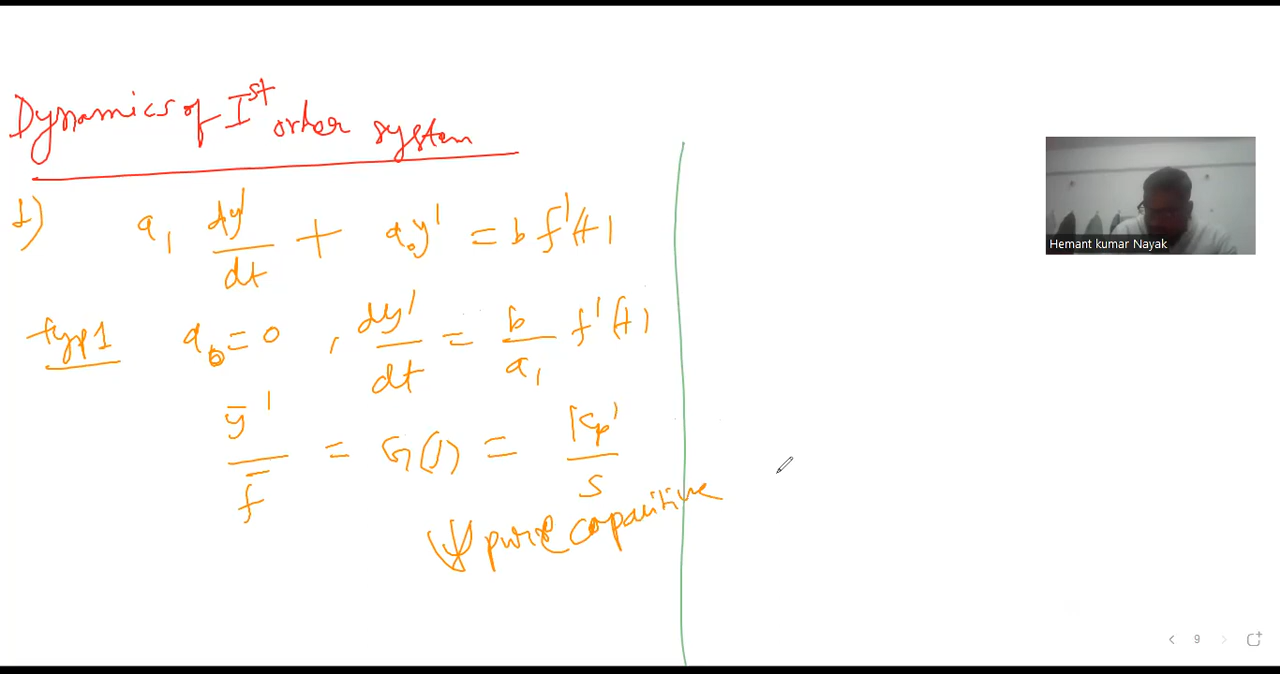 Dynamics of Ist order system
1) a₁ dy'/dt + a₀y' = b f'(t)
typ1 a₀ = 0 , dy'/dt = b/a₁ f'(t)
ȳ'/f̄ = G(s) = Kp'/s
⇓ pure capacitive
Hemant kumar Nayak
9